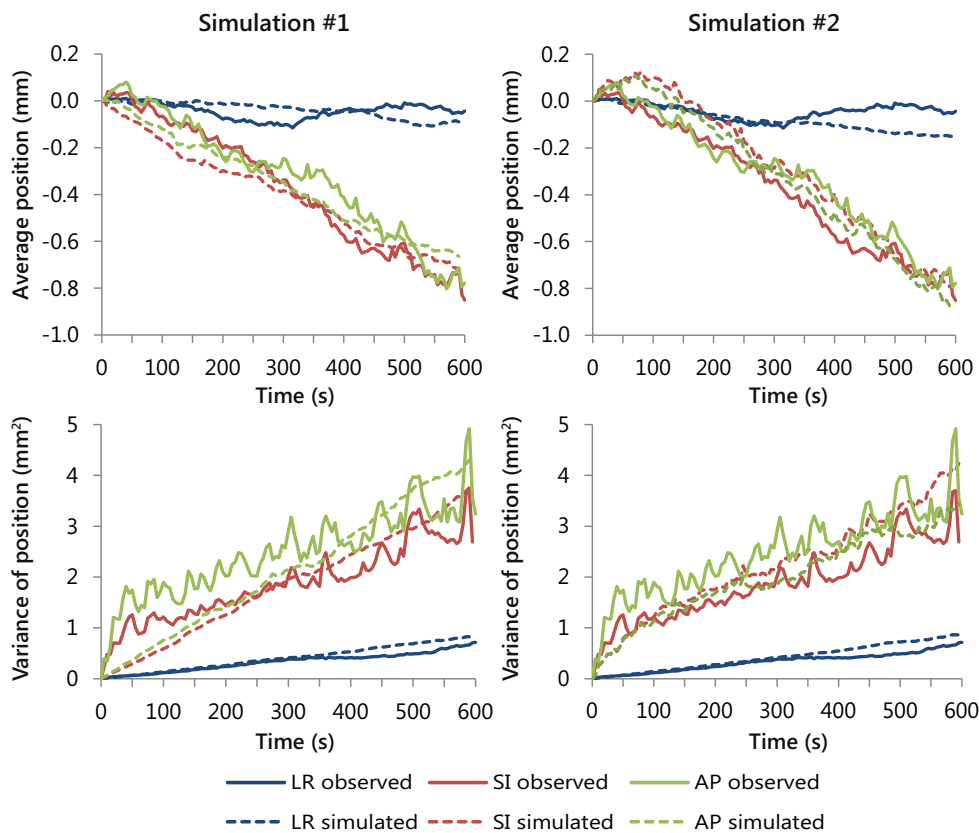 Simulation #1
Simulation #2
0.2
0.0
-0.2
-0.4
-0.6
-0.8
-1.0
Average position (mm)
0 100 200 300 400 500 600
Time (s)
0.2
0.0
-0.2
-0.4
-0.6
-0.8
-1.0
Average position (mm)
0 100 200 300 400 500 600
Time (s)
5
4
3
2
1
0
Variance of position (mm²)
0 100 200 300 400 500 600
Time (s)
5
4
3
2
1
0
Variance of position (mm²)
0 100 200 300 400 500 600
Time (s)
LR observed SI observed AP observed
LR simulated SI simulated AP simulated